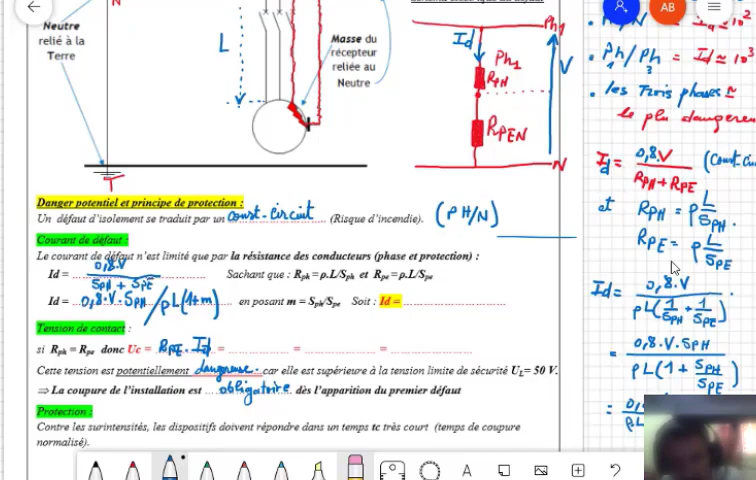 Neutre
relié à la
Terre
N
L
Masse du
récepteur
reliée au
Neutre
T
Ph1
Id
Ph1
RPH
RPEN
V
N
AB
Ph/Ph = Id ≃ 10³
les Trois phases
le plu dangereu
Id = 0,8.V / RPH + RPE
et RPH = ρ L/SPH
RPE = ρ L/SPE
Id = 0,8.V / ρL(1/SPH + 1/SPE)
= 0,8.V.SPH / ρL(1 + SPH/SPE)
Danger potentiel et principe de protection :
Un défaut d'isolement se traduit par un Court-circuit (Risque d'incendie). (PH/N)
Courant de défaut :
Le courant de défaut n'est limité que par la résistance des conducteurs (phase et protection) :
Id = 0,8.V / SPH + SPE Sachant que : Rph = ρ.L/Sph et Rpe = ρ.L/Spe
Id = 0,8.V.SPH / ρL(1+m) en posant m = Sph/Spe Soit : Id =
Tension de contact :
si Rph = Rpe donc Uc = RPE.Id = = =
Cette tension est potentiellement dangereuse car elle est supérieure à la tension limite de sécurité UL= 50 V.
⇒ La coupure de l'installation est obligatoire dès l'apparition du premier défaut
Protection :
Contre les surintensités, les dispositifs doivent répondre dans un temps tc très court (temps de coupure
normalisé).
A